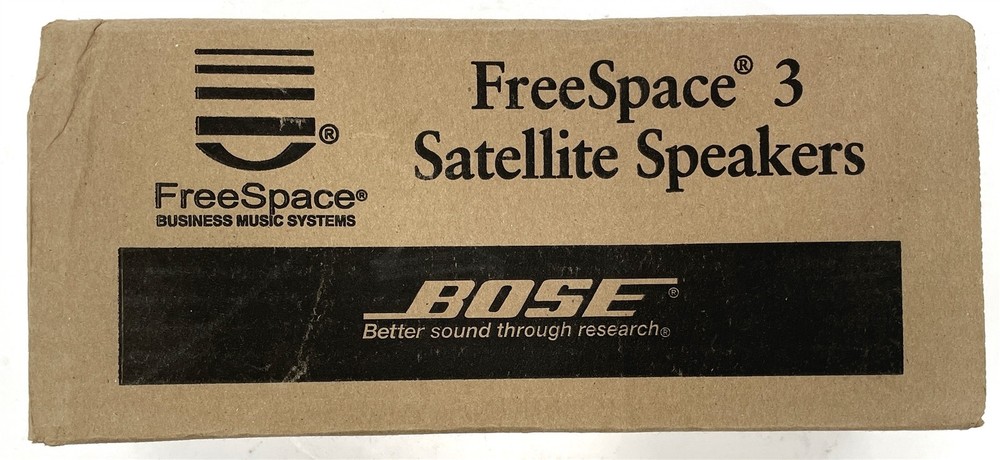 FreeSpace® 3
Satellite Speakers
®
FreeSpace®
BUSINESS MUSIC SYSTEMS
BOSE®
Better sound through research®